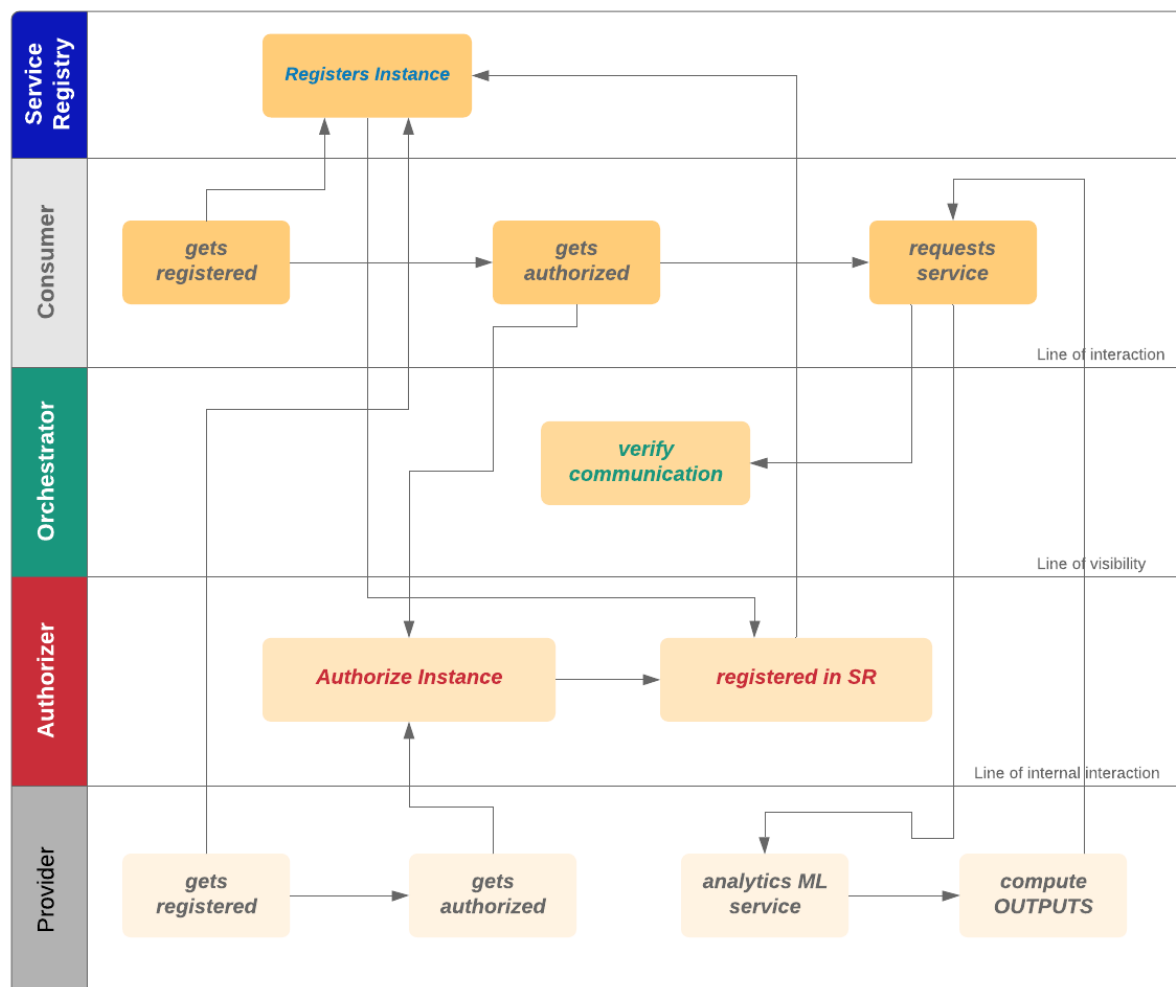 Service
Registry
Registers Instance
Consumer
gets
registered
gets
authorized
requests
service
Line of interaction
Orchestrator
verify
communication
Line of visibility
Authorizer
Authorize Instance
registered in SR
Line of internal interaction
Provider
gets
registered
gets
authorized
analytics ML
service
compute
OUTPUTS